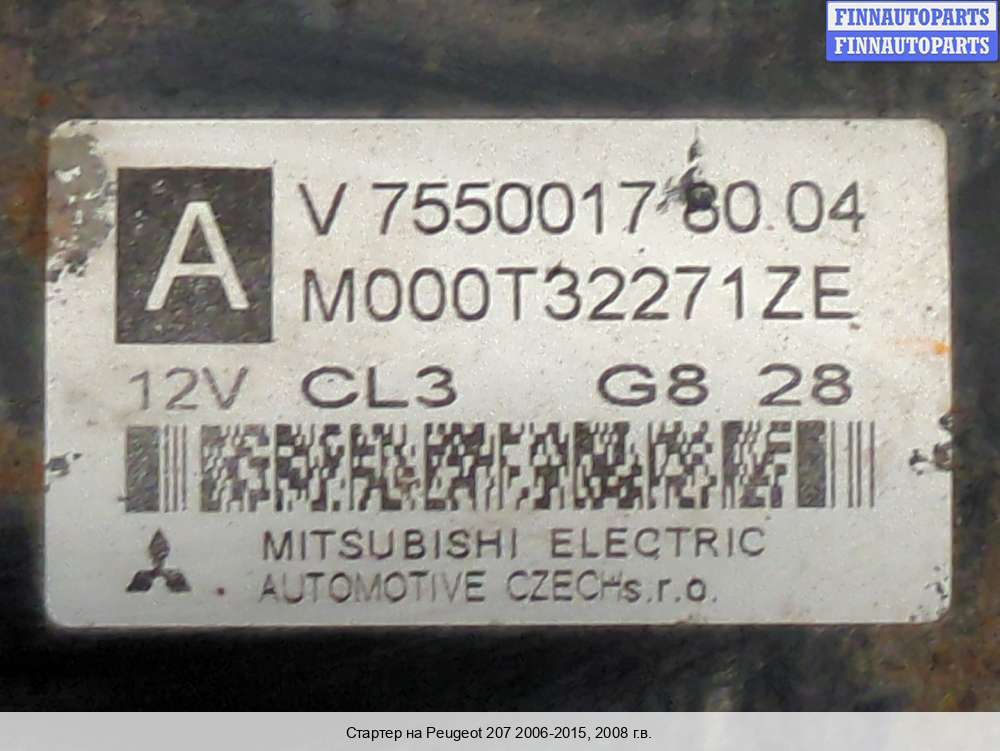 FINNAUTOPARTS
FINNAUTOPARTS
A
V 7550017 80.04
M000T32271ZE
12V CL3 G8 28
MITSUBISHI ELECTRIC
AUTOMOTIVE CZECH s.r.o.
Стартер на Peugeot 207 2006-2015, 2008 г.в.